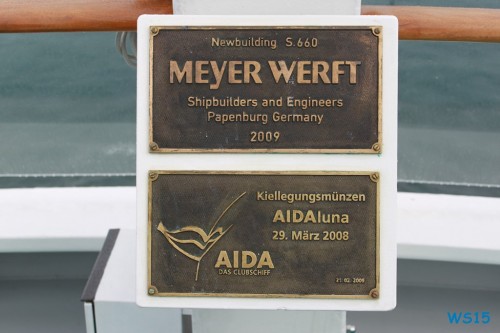 Newbuilding S.660
MEYER WERFT
Shipbuilders and Engineers
Papenburg Germany
2009
Kiellegungsmünzen
AIDAluna
29. März 2008
AIDA
DAS CLUBSCHIFF
WS15